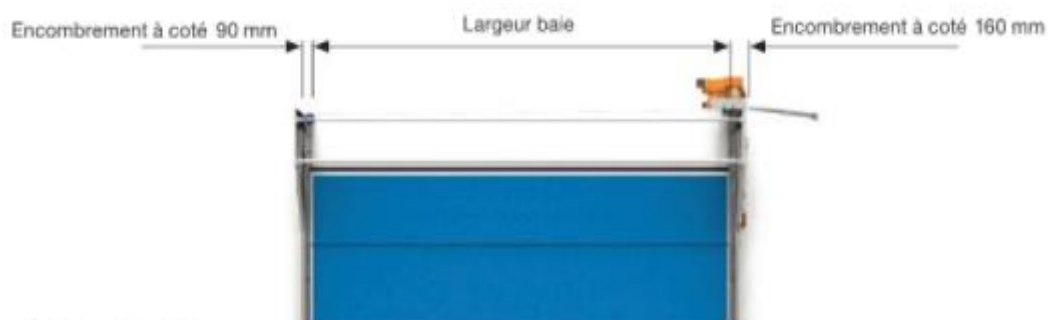 Encombrement à coté 90 mm
Largeur baie
Encombrement à coté 160 mm